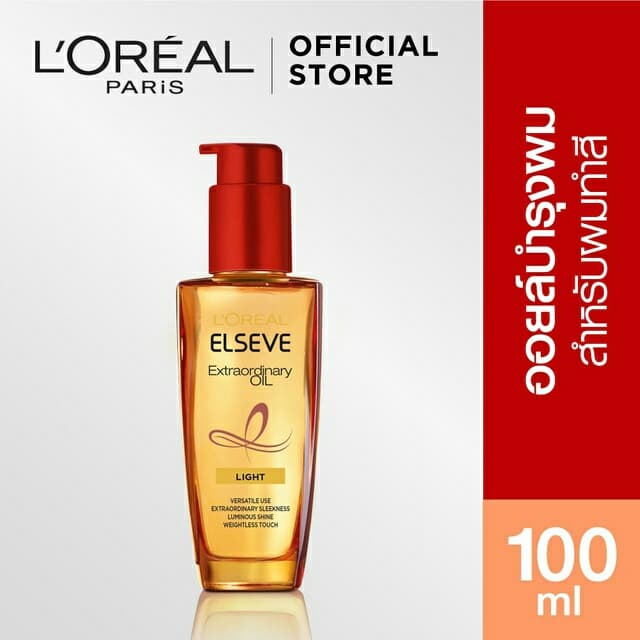 L'ORÉAL
PARiS
OFFICIAL
STORE
L'ORÉAL
ELSEVE
Extraordinary
OIL
LIGHT
VERSATILE USE
EXTRAORDINARY SLEEKNESS
LUMINOUS SHINE
WEIGHTLESS TOUCH
ออยล์บำรุงผม
สำหรับผมทำสี
100
ml